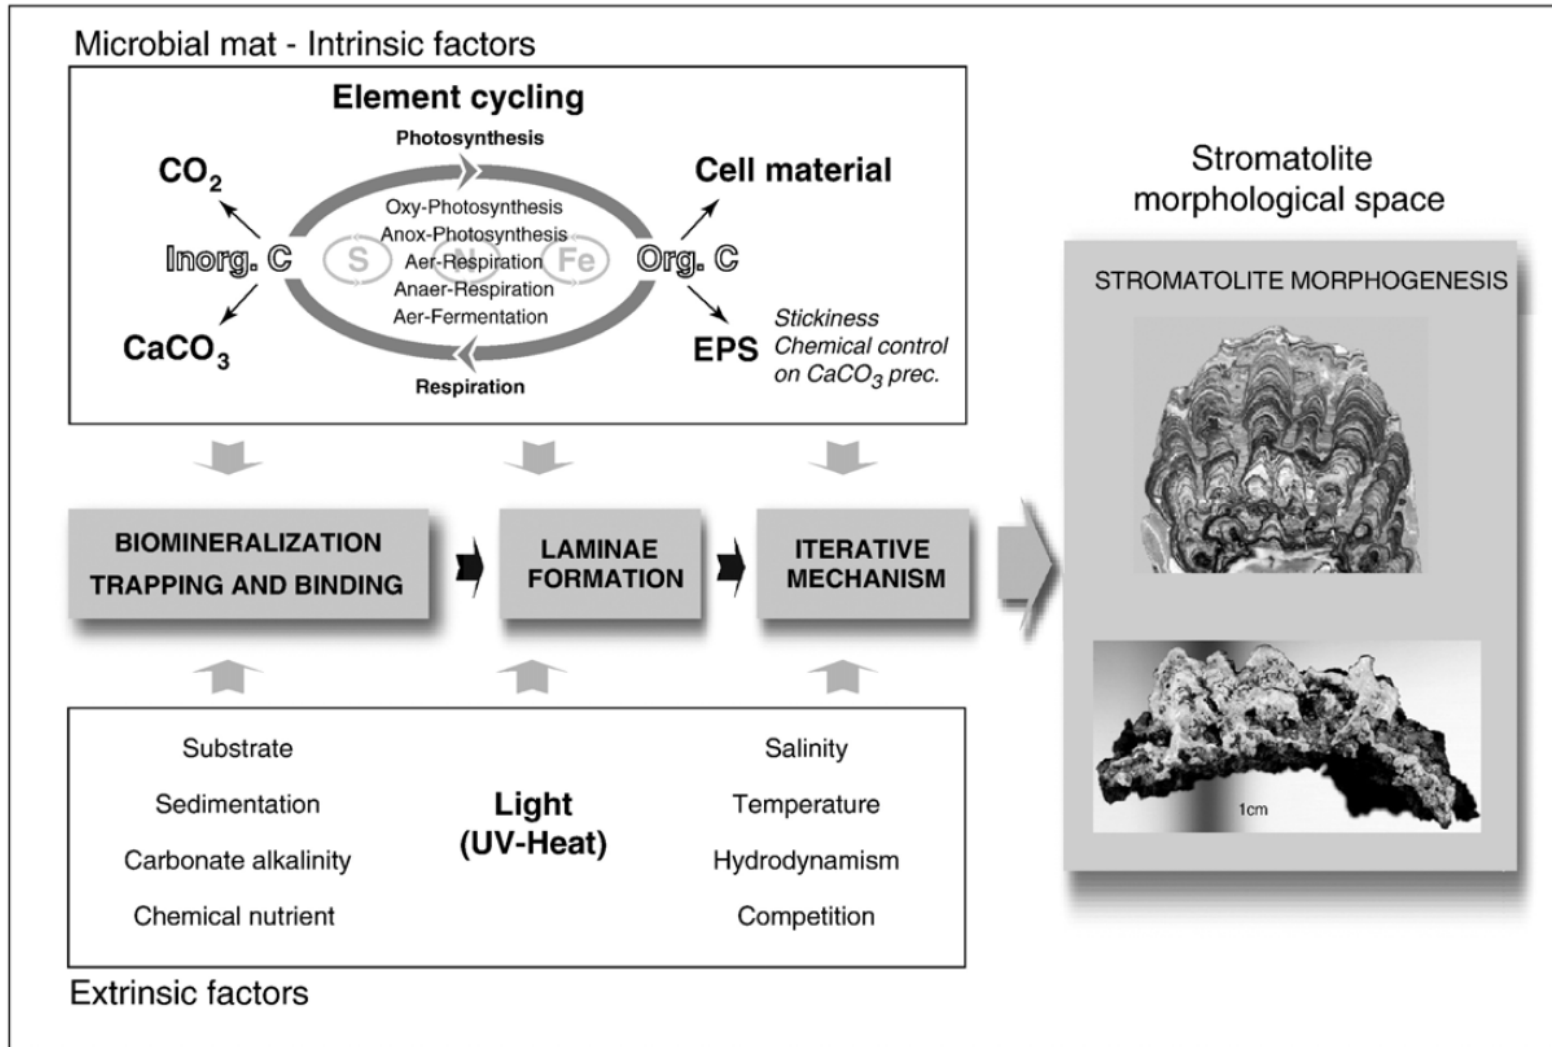 Microbial mat - Intrinsic factors
Element cycling
Photosynthesis
CO2
Cell material
Oxy-Photosynthesis
Anox-Photosynthesis
Inorg. C
S
N
Fe
Org. C
Aer-Respiration
Anaer-Respiration
Aer-Fermentation
CaCO3
EPS
Stickiness
Chemical control
on CaCO3 prec.
Respiration
BIOMINERALIZATION
TRAPPING AND BINDING
LAMINAE
FORMATION
ITERATIVE
MECHANISM
Substrate
Sedimentation
Carbonate alkalinity
Chemical nutrient
Light
(UV-Heat)
Salinity
Temperature
Hydrodynamism
Competition
Extrinsic factors
Stromatolite
morphological space
STROMATOLITE MORPHOGENESIS
1cm